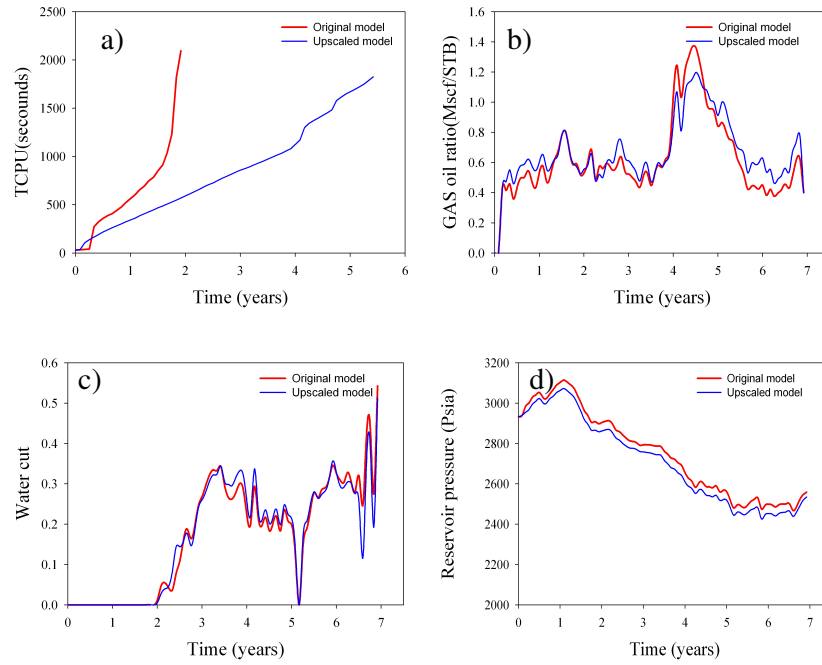 a)
Original model
Upscaled model
TCPU(secounds)
2500
2000
1500
1000
500
0
0 1 2 3 4 5 6
Time (years)
b)
Original model
Upscaled model
GAS oil ratio(Mscf/STB)
1.6
1.4
1.2
1.0
0.8
0.6
0.4
0.2
0.0
0 1 2 3 4 5 6 7
Time (years)
c)
Original model
Upscaled model
Water cut
0.6
0.5
0.4
0.3
0.2
0.1
0.0
0 1 2 3 4 5 6 7
Time (years)
d)
Original model
Upscaled model
Reservoir pressure (Psia)
3200
3000
2800
2600
2400
2200
2000
0 1 2 3 4 5 6 7
Time (years)